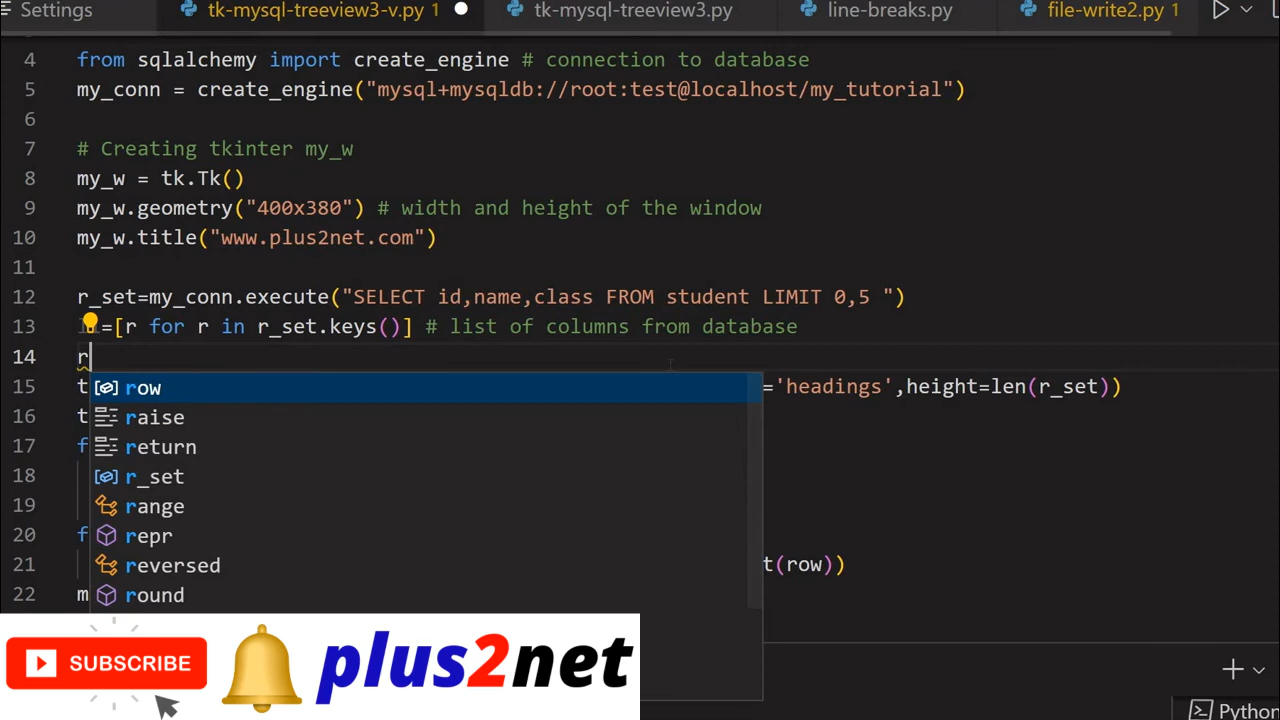 Settings tk-mysql-treeview3-v.py 1 tk-mysql-treeview3.py line-breaks.py file-write2.py 1
4 from sqlalchemy import create_engine # connection to database
5 my_conn = create_engine("mysql+mysqldb://root:test@localhost/my_tutorial")
6
7 # Creating tkinter my_w
8 my_w = tk.Tk()
9 my_w.geometry("400x380") # width and height of the window
10 my_w.title("www.plus2net.com")
11
12 r_set=my_conn.execute("SELECT id,name,class FROM student LIMIT 0,5 ")
13 =[r for r in r_set.keys()] # list of columns from database
14 r
row
15 t ='headings',height=len(r_set))
raise
16 t
return
17 f
r_set
18
range
19
repr
20 f
reversed
21 t(row))
round
22 m
SUBSCRIBE
plus2net
Python